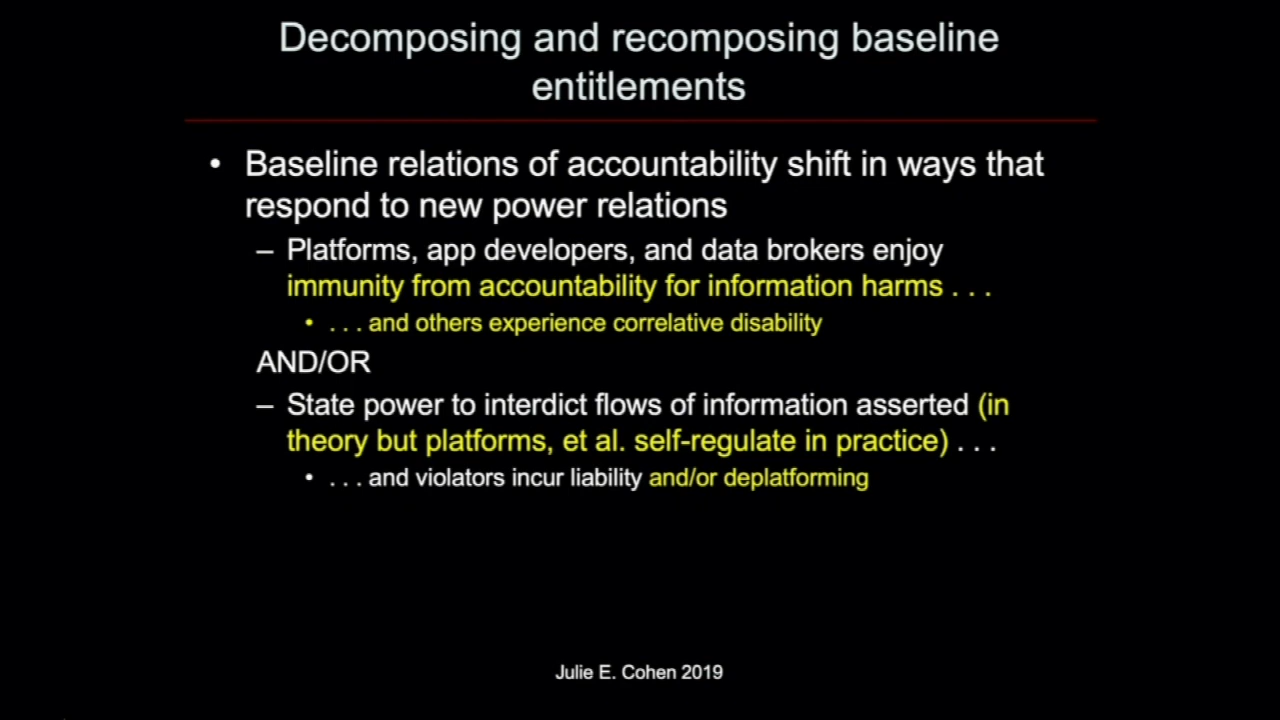 Decomposing and recomposing baseline
entitlements
• Baseline relations of accountability shift in ways that
respond to new power relations
– Platforms, app developers, and data brokers enjoy
immunity from accountability for information harms . . .
• . . . and others experience correlative disability
AND/OR
– State power to interdict flows of information asserted (in
theory but platforms, et al. self-regulate in practice) . . .
• . . . and violators incur liability and/or deplatforming
Julie E. Cohen 2019